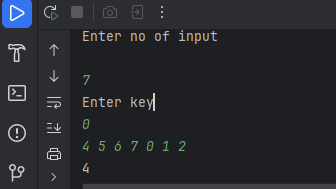 Enter no of input
7
Enter key
0
4 5 6 7 0 1 2
4